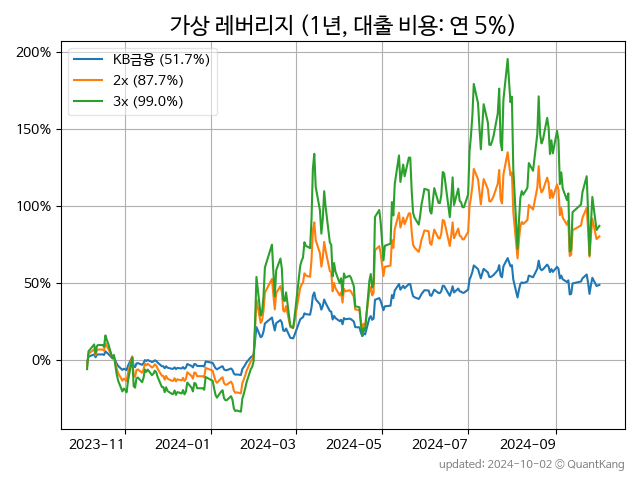 가상 레버리지 (1년, 대출 비용: 연 5%)
KB금융 (51.7%)
2x (87.7%)
3x (99.0%)
200%
150%
100%
50%
0%
2023-11
2024-01
2024-03
2024-05
2024-07
2024-09
updated: 2024-10-02 © QuantKang